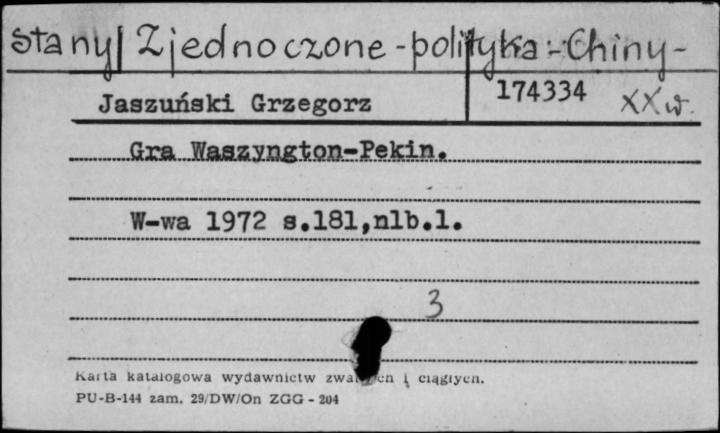 Stany Zjednoczone - polityka - Chiny -
XX w.
Jaszuński Grzegorz 174334
Gra Waszyngton-Pekin.
W-wa 1972 s.181,nlb.1.
3
Karta katalogowa wydawnictw i ciągłych.
PU-B-144 zam. 29/DW/On ZGG - 204